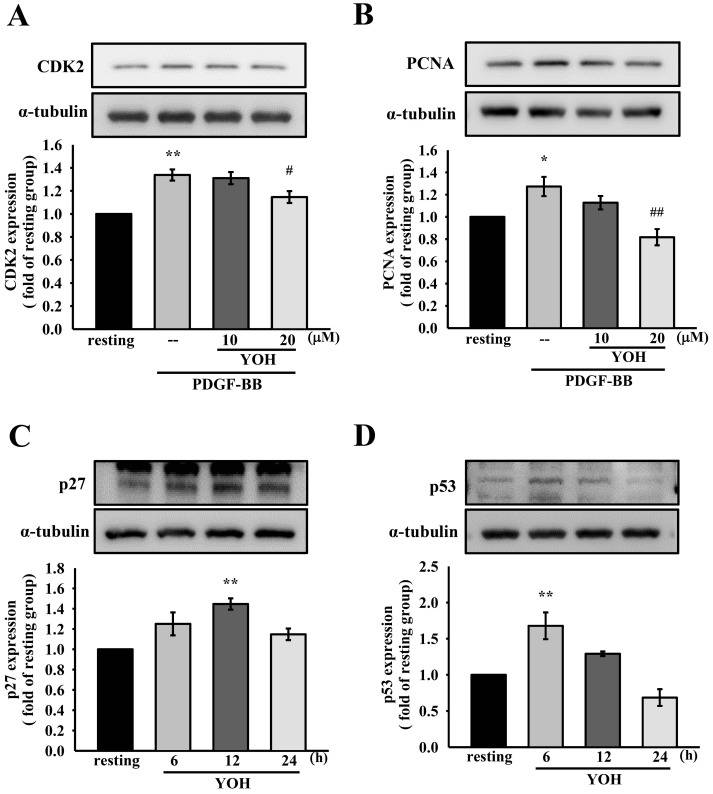 A
CDK2
α-tubulin
CDK2 expression
( fold of resting group)
1.6
1.4
1.2
1.0
0.8
0.6
0.4
0.2
0.0
**
#
resting
--
10
20
(μM)
YOH
PDGF-BB
B
PCNA
α-tubulin
PCNA expression
( fold of resting group)
1.6
1.4
1.2
1.0
0.8
0.6
0.4
0.2
0.0
*
##
resting
--
10
20
(μM)
YOH
PDGF-BB
C
p27
α-tubulin
p27 expression
( fold of resting group)
1.8
1.6
1.4
1.2
1.0
0.8
0.6
0.4
0.2
0.0
**
resting
6
12
24
(h)
YOH
D
p53
α-tubulin
p53 expression
( fold of resting group)
2.5
2.0
1.5
1.0
0.5
0.0
**
resting
6
12
24
(h)
YOH